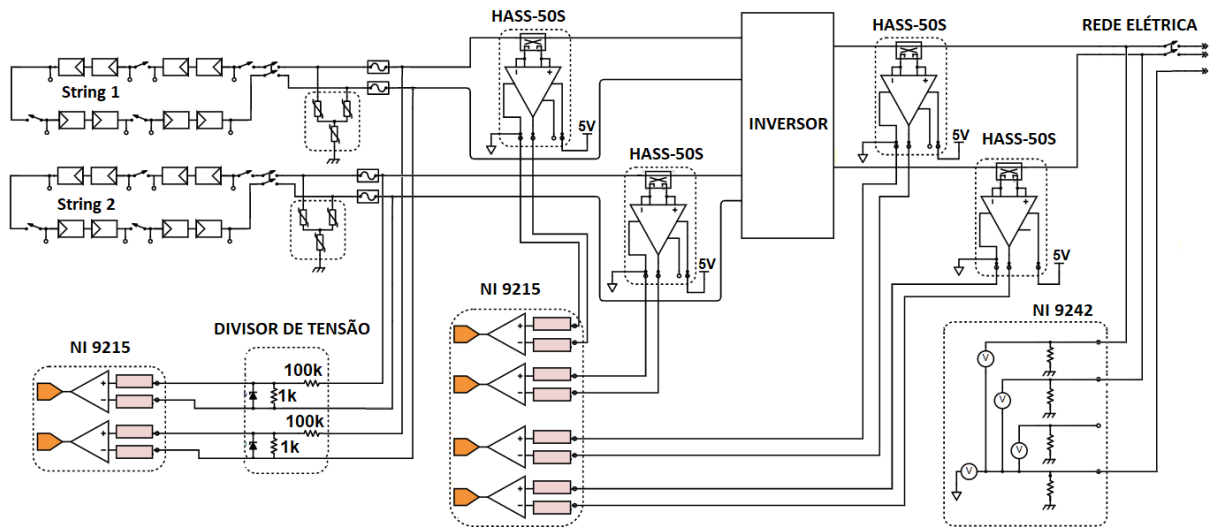 HASS-50S
HASS-50S
REDE ELÉTRICA
String 1
5V
INVERSOR
5V
HASS-50S
HASS-50S
String 2
5V
5V
NI 9215
NI 9242
DIVISOR DE TENSÃO
NI 9215
100k
1k
100k
1k
V
V
V
V